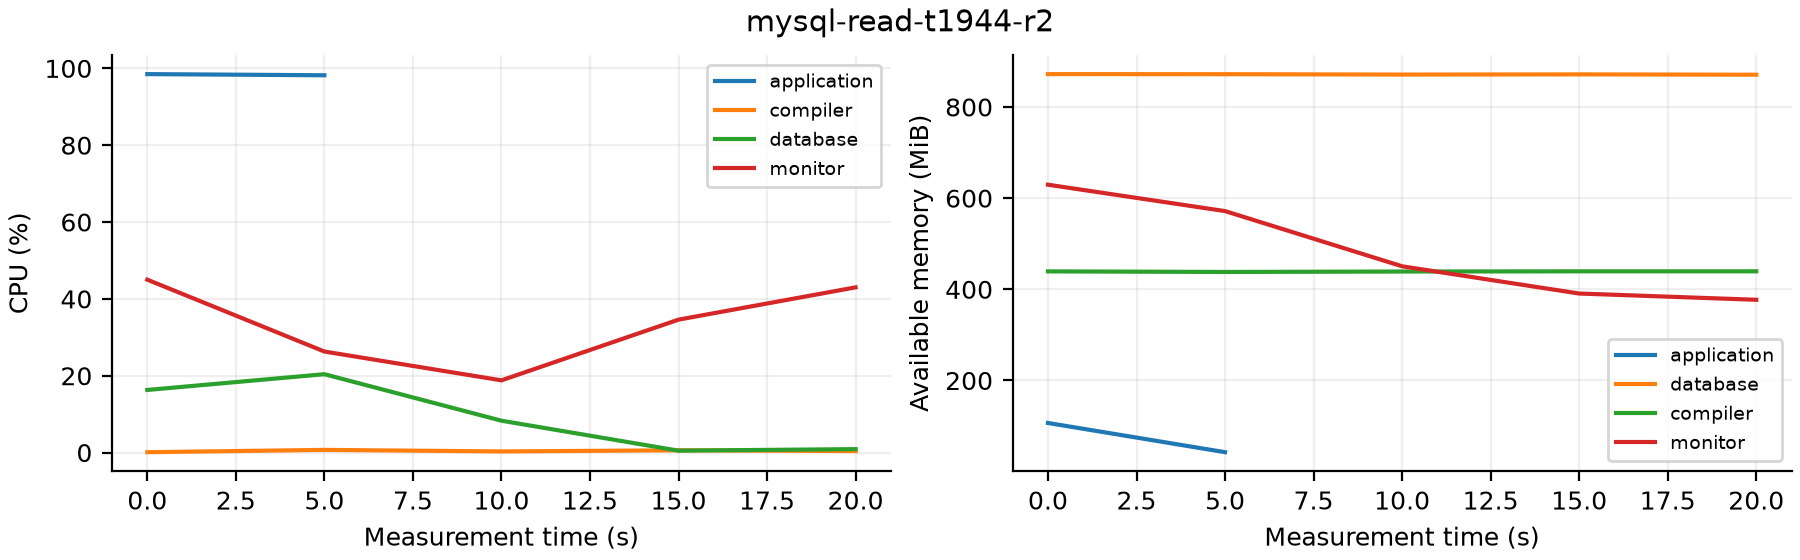 mysql-read-t1944-r2
CPU (%)
100
80
60
40
20
0
0.0 2.5 5.0 7.5 10.0 12.5 15.0 17.5 20.0
Measurement time (s)
application
compiler
database
monitor
Available memory (MiB)
800
600
400
200
0.0 2.5 5.0 7.5 10.0 12.5 15.0 17.5 20.0
Measurement time (s)
application
database
compiler
monitor